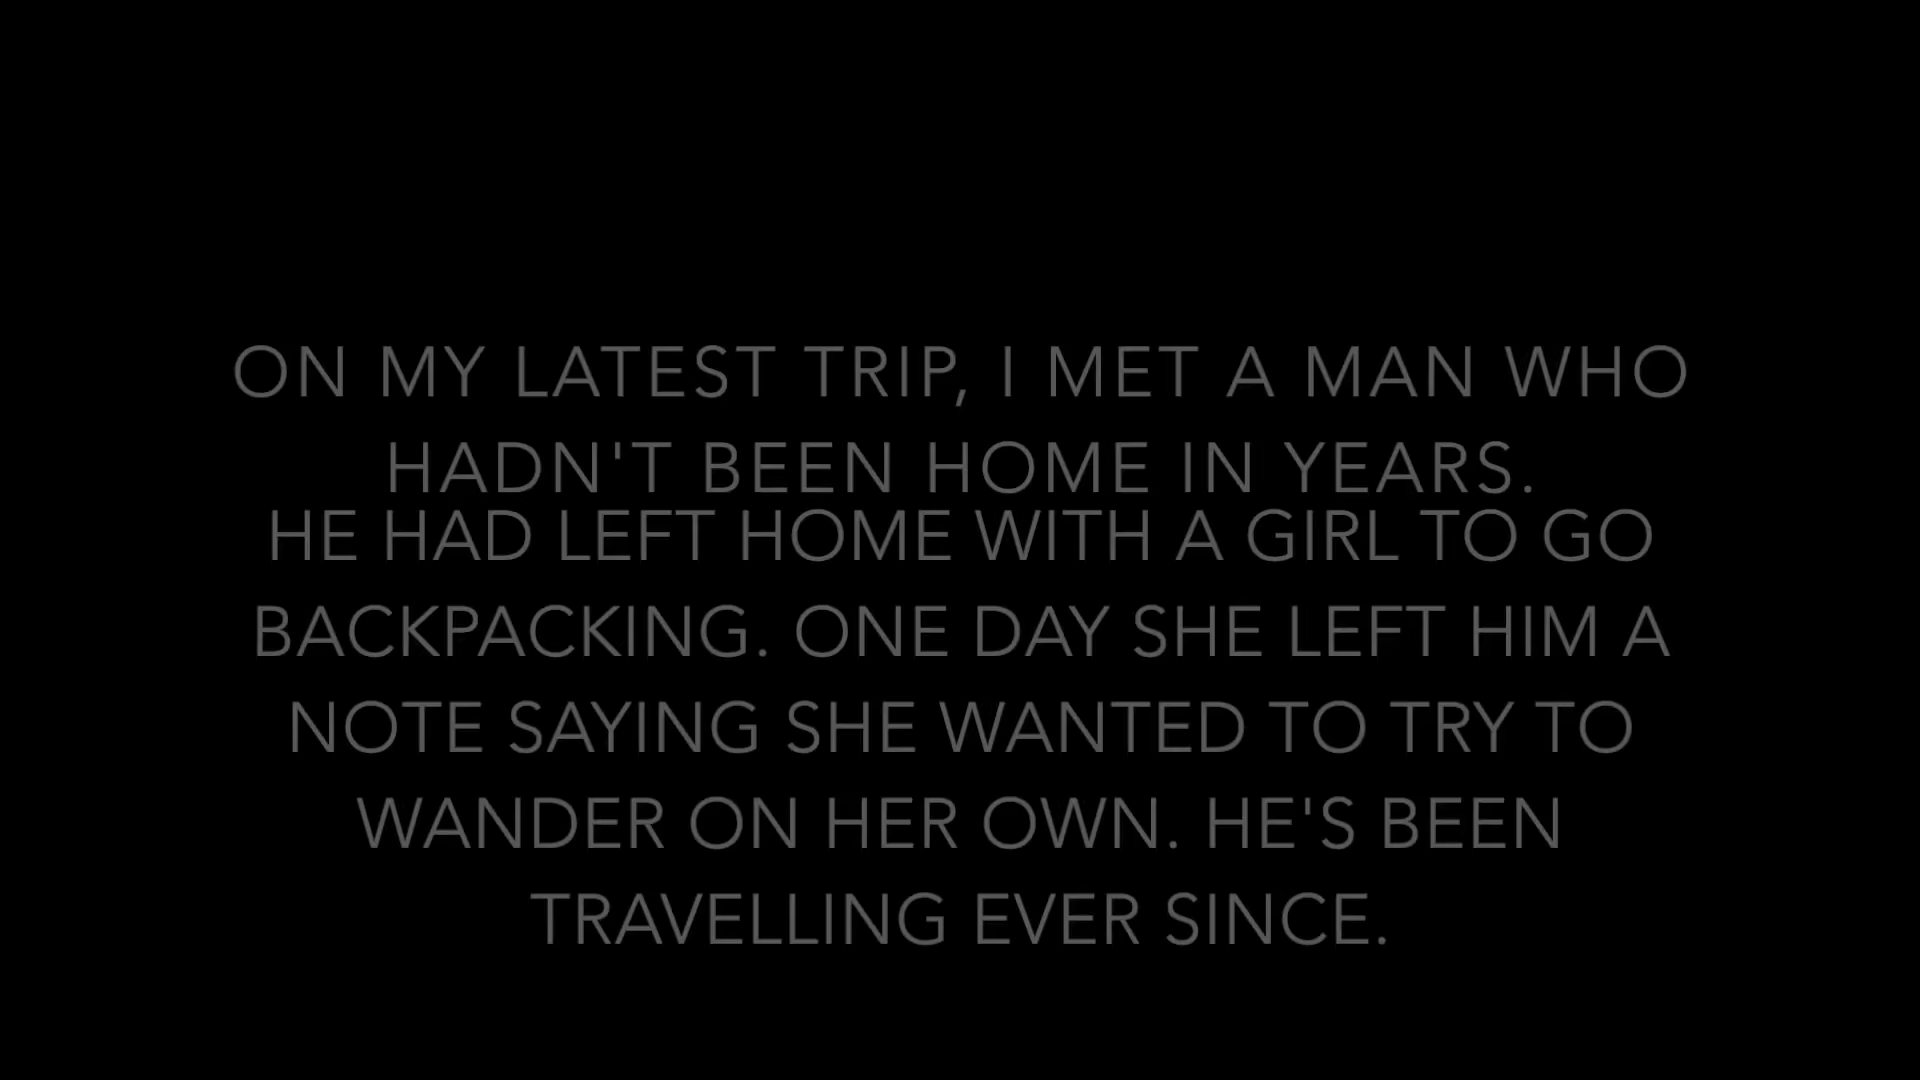 ON MY LATEST TRIP, I MET A MAN WHO
HADN'T BEEN HOME IN YEARS.
HE HAD LEFT HOME WITH A GIRL TO GO
BACKPACKING. ONE DAY SHE LEFT HIM A
NOTE SAYING SHE WANTED TO TRY TO
WANDER ON HER OWN. HE'S BEEN
TRAVELLING EVER SINCE.